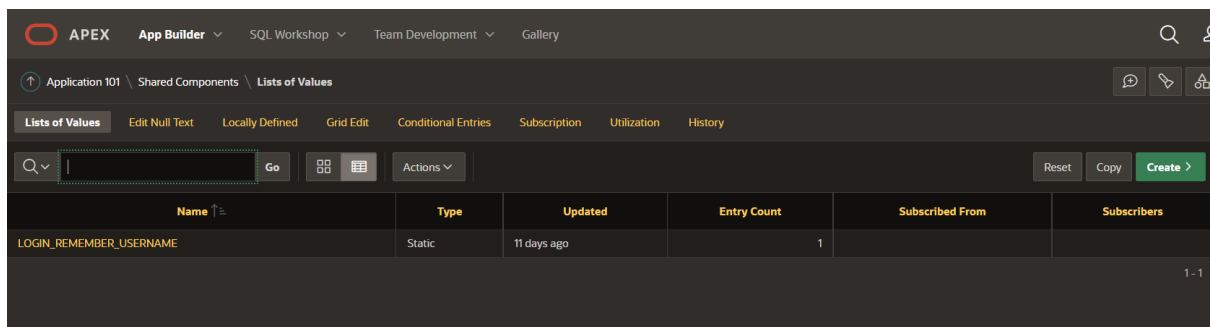 APEX App Builder SQL Workshop Team Development Gallery
Application 101 \ Shared Components \ Lists of Values
Lists of Values Edit Null Text Locally Defined Grid Edit Conditional Entries Subscription Utilization History
Go Actions Reset Copy Create >
Name Type Updated Entry Count Subscribed From Subscribers
LOGIN_REMEMBER_USERNAME Static 11 days ago 1
1 - 1